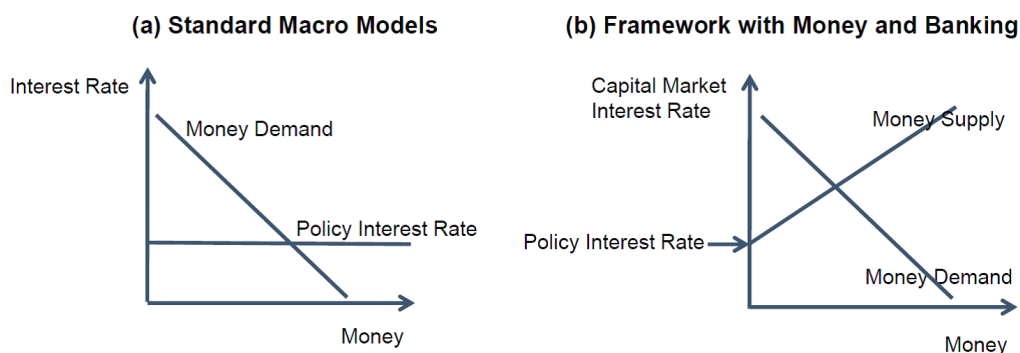 (a) Standard Macro Models
Interest Rate
Money Demand
Policy Interest Rate
Money
(b) Framework with Money and Banking
Capital Market
Interest Rate
Money Supply
Policy Interest Rate
Money Demand
Money